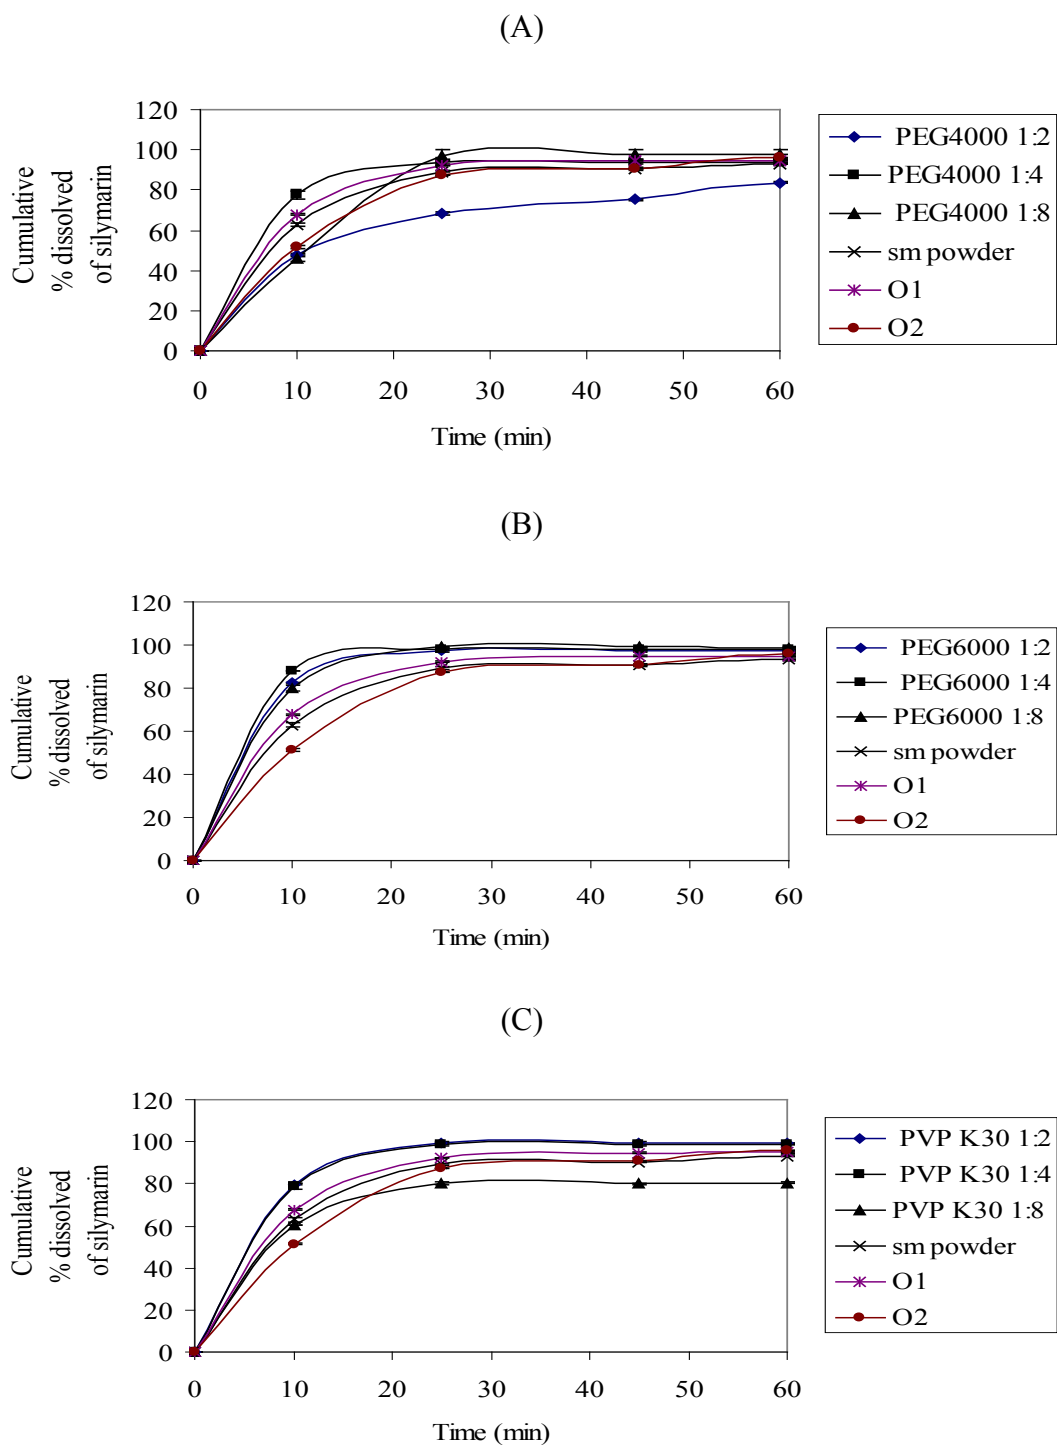 (A)
Cumulative
% dissolved
of silymarin
120
100
80
60
40
20
0
0 10 20 30 40 50 60
Time (min)
PEG4000 1:2
PEG4000 1:4
PEG4000 1:8
sm powder
O1
O2
(B)
Cumulative
% dissolved
of silymarin
120
100
80
60
40
20
0
0 10 20 30 40 50 60
Time (min)
PEG6000 1:2
PEG6000 1:4
PEG6000 1:8
sm powder
O1
O2
(C)
Cumulative
% dissolved
of silymarin
120
100
80
60
40
20
0
0 10 20 30 40 50 60
Time (min)
PVP K30 1:2
PVP K30 1:4
PVP K30 1:8
sm powder
O1
O2